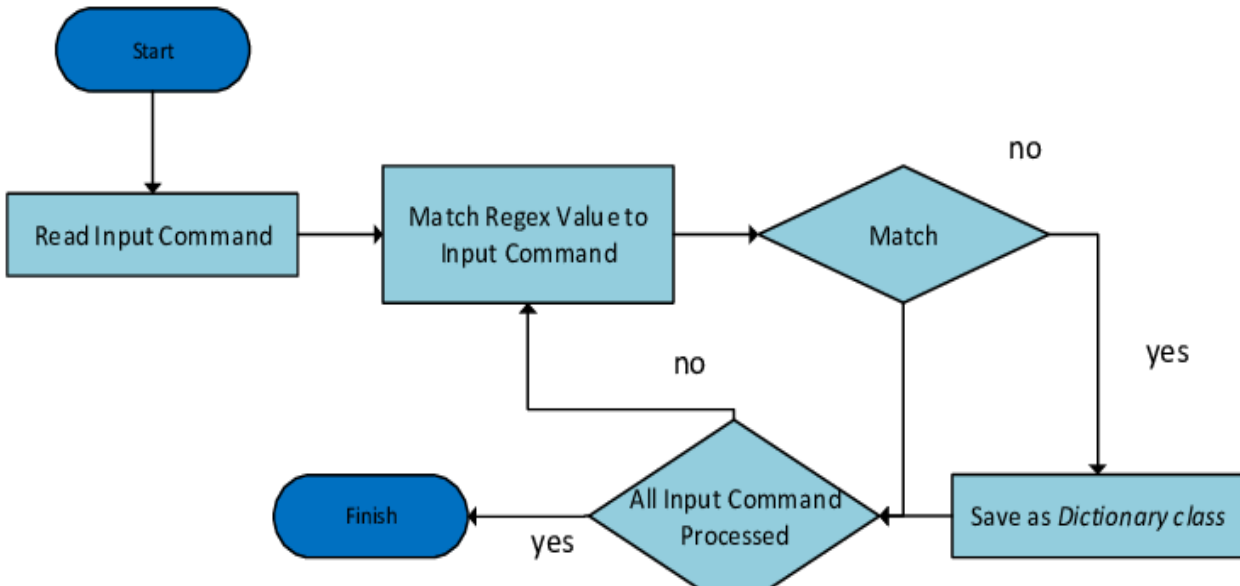 Start
no
Read Input Command
Match Regex Value to
Input Command
Match
no
yes
Finish
yes
All Input Command
Processed
Save as Dictionary class